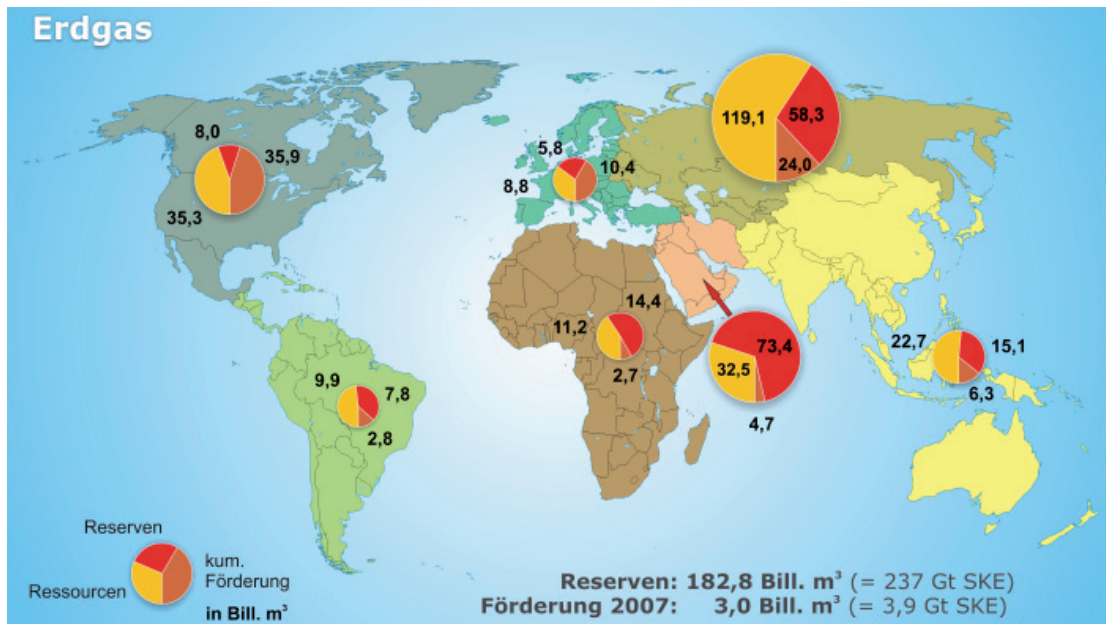 Erdgas
8,0
35,9
35,3
5,8
10,4
8,8
119,1
58,3
24,0
14,4
11,2
2,7
73,4
32,5
4,7
22,7
15,1
6,3
9,9
7,8
2,8
Reserven
Ressourcen
kum.
Förderung
in Bill. m³
Reserven: 182,8 Bill. m³ (= 237 Gt SKE)
Förderung 2007: 3,0 Bill. m³ (= 3,9 Gt SKE)